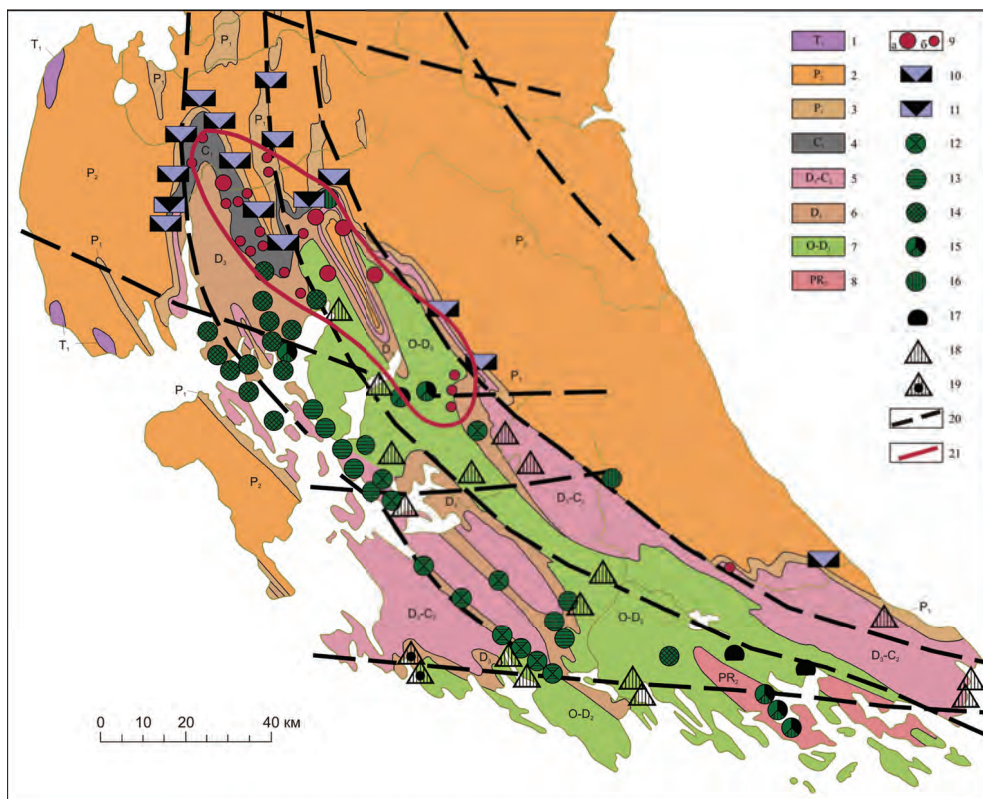 T₁ 1
P₂ 2
P₁ 3
C₁ 4
D₃-C₂ 5
D₃ 6
O-D₂ 7
PR₂ 8
а б 9
10
11
12
13
14
15
16
17
18
19
20
21
T₁
P₁
P₁
C₁
P₂
P₂
D₃
P₁
T₁
O-D₂
D₃
P₁
P₁
P₂
D₃
D₃-C₂
D₃-C₂
O-D₂
P₁
D₃-C₂
D₃
PR₂
O-D₂
0 10 20 40 км